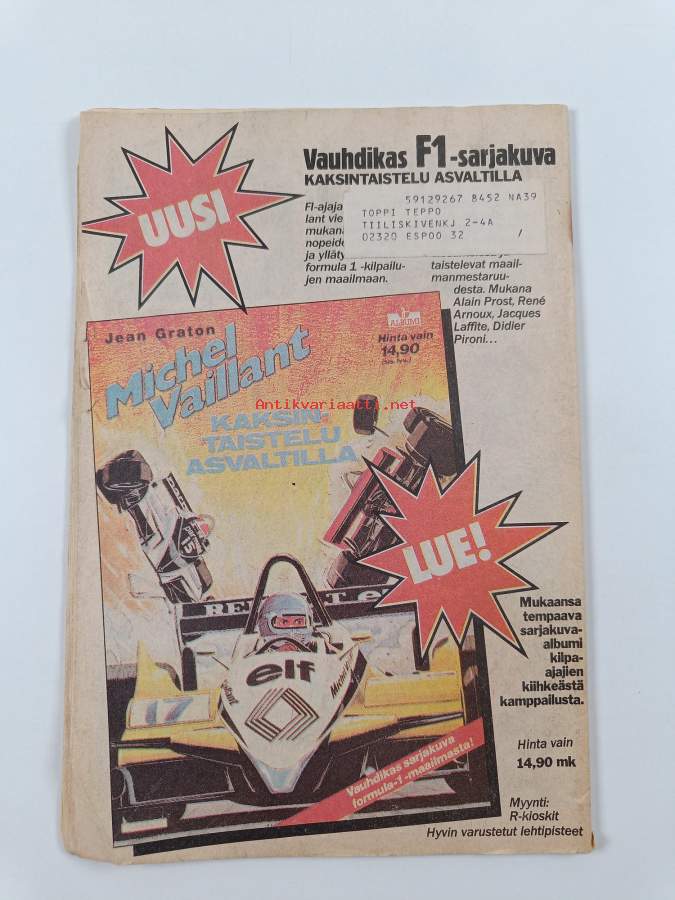 UUSI
Vauhdikas F1-sarjakuva
KAKSINTAISTELU ASVALTILLA
59129267 8452 NA39
TOPPI TEPPO
TIILISKIVENKJ 2-4A
02320 ESPOO 32 /
F1-ajaja
lant vie
mukana
nopeide
ja yllät
formula 1 -kilpailu-
jen maailmaan.
taistelevat maail-
manmestaruu-
desta. Mukana
Alain Prost, René
Arnoux, Jacques
Laffite, Didier
Pironi...
Jean Graton
Michel
Vaillant
KAKSIN-
TAISTELU
ASVALTILLA
ALBUMI
Hinta vain
14,90
Antikvariaatti.net
LUE!
15
RE T e
elf
17
Vauhdikas sarjakuva
formula-1-maailmasta!
Mukaansa
tempaava
sarjakuva-
albumi
kilpa-
ajajien
kiihkeästä
kamppailusta.
Hinta vain
14,90 mk
Myynti:
R-kioskit
Hyvin varustetut lehtipisteet